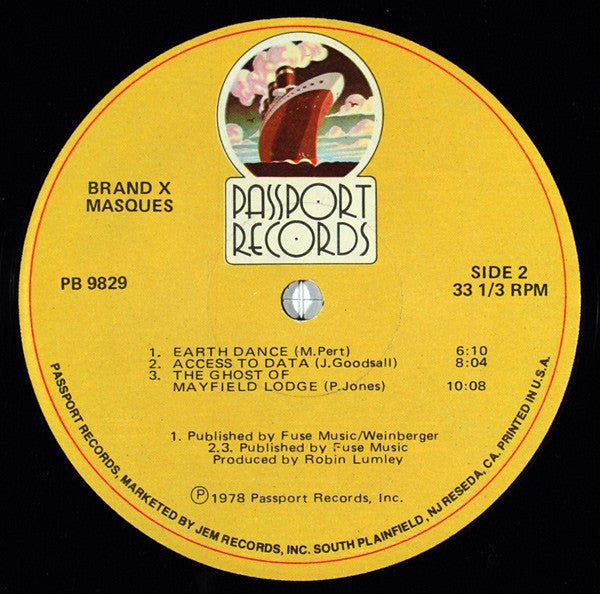 PASSPORT
RECORDS
BRAND X
MASQUES
PB 9829
SIDE 2
33 1/3 RPM
1. EARTH DANCE (M.Pert) 6:10
2. ACCESS TO DATA (J.Goodsall) 8:04
3. THE GHOST OF
MAYFIELD LODGE (P.Jones) 10:08
1. Published by Fuse Music/Weinberger
2.3. Published by Fuse Music
Produced by Robin Lumley
Ⓟ1978 Passport Records, Inc.
PASSPORT RECORDS, MARKETED BY JEM RECORDS, INC. SOUTH PLAINFIELD, NJ RESEDA, CA. PRINTED IN U.S.A.